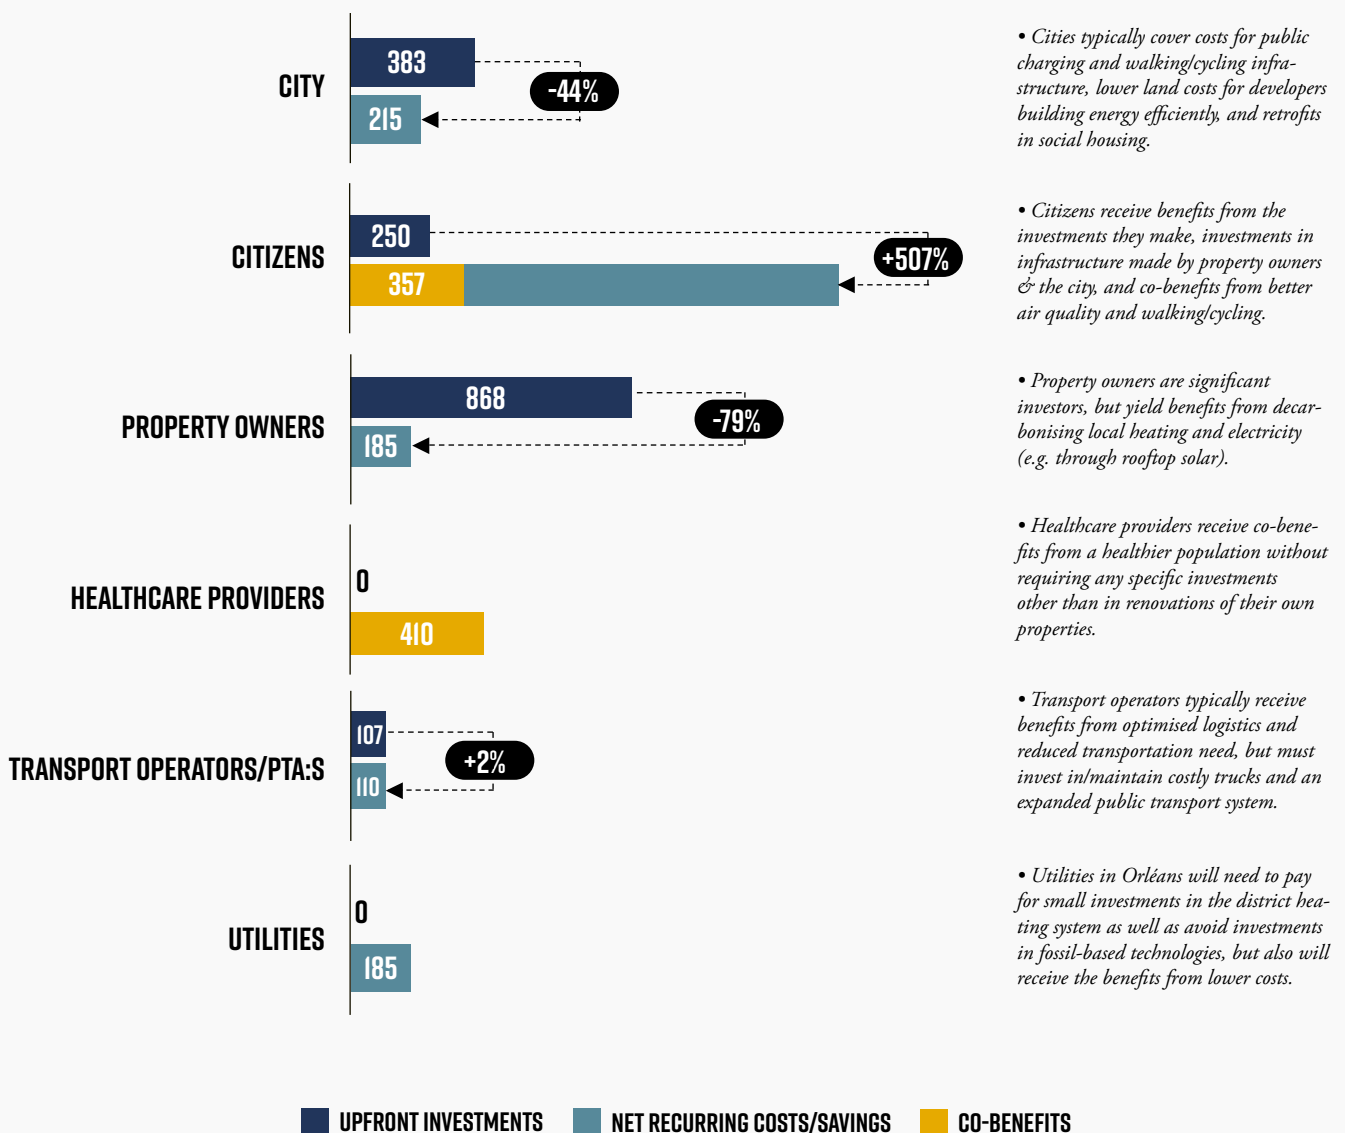 CITY
383
215
-44%
• Cities typically cover costs for public
charging and walking/cycling infra-
structure, lower land costs for developers
building energy efficiently, and retrofits
in social housing.
CITIZENS
250
357
+507%
• Citizens receive benefits from the
investments they make, investments in
infrastructure made by property owners
& the city, and co-benefits from better
air quality and walking/cycling.
PROPERTY OWNERS
868
185
-79%
• Property owners are significant
investors, but yield benefits from decar-
bonising local heating and electricity
(e.g. through rooftop solar).
HEALTHCARE PROVIDERS
0
410
• Healthcare providers receive co-bene-
fits from a healthier population without
requiring any specific investments
other than in renovations of their own
properties.
TRANSPORT OPERATORS/PTA:S
107
110
+2%
• Transport operators typically receive
benefits from optimised logistics and
reduced transportation need, but must
invest in/maintain costly trucks and an
expanded public transport system.
UTILITIES
0
185
• Utilities in Orléans will need to pay
for small investments in the district hea-
ting system as well as avoid investments
in fossil-based technologies, but also will
receive the benefits from lower costs.
UPFRONT INVESTMENTS
NET RECURRING COSTS/SAVINGS
CO-BENEFITS